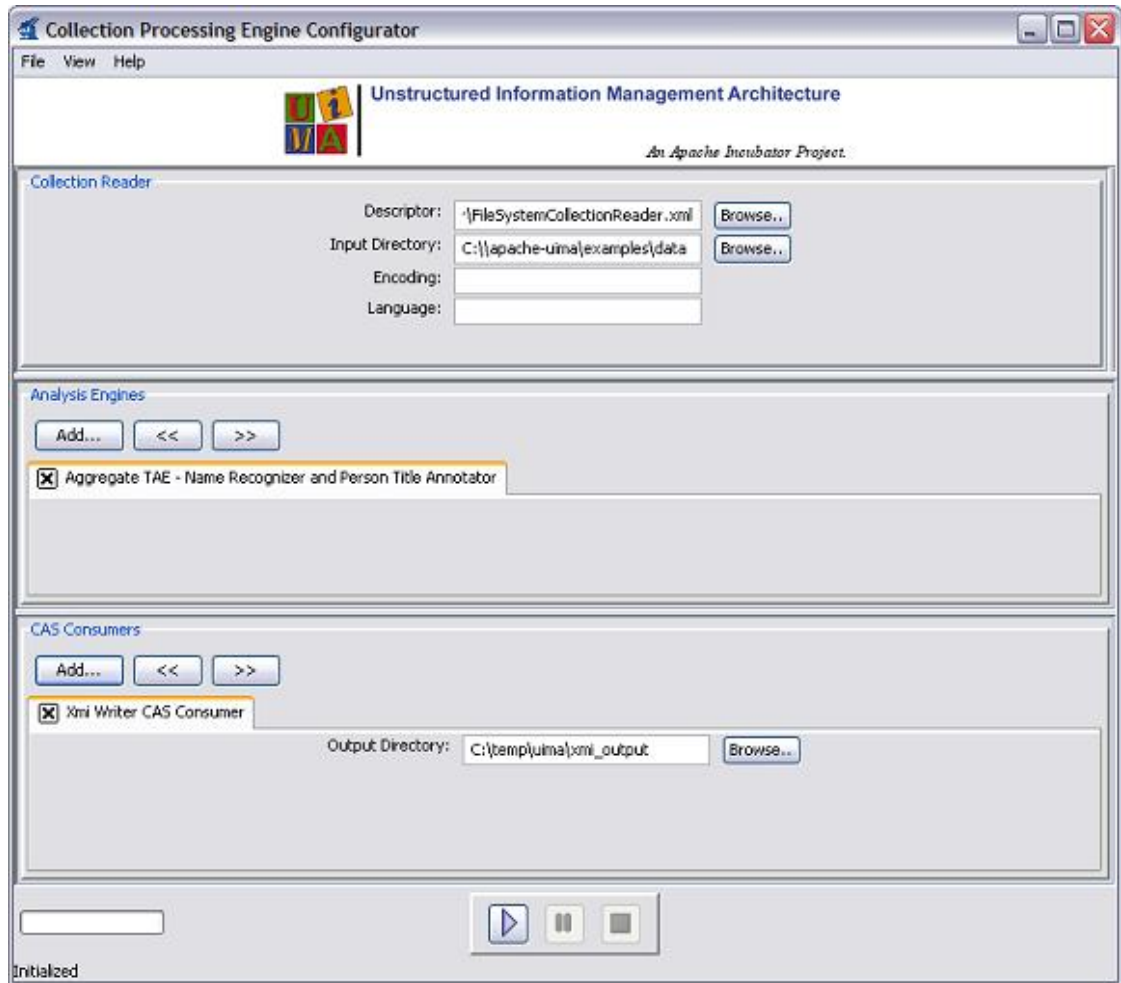 Collection Processing Engine Configurator
File View Help
UIMA
Unstructured Information Management Architecture
An Apache Incubator Project.
Collection Reader
Descriptor: \FileSystemCollectionReader.xml Browse..
Input Directory: C:\\apache-uima\examples\data Browse..
Encoding:
Language:
Analysis Engines
Add... << >>
Aggregate TAE - Name Recognizer and Person Title Annotator
CAS Consumers
Add... << >>
Xmi Writer CAS Consumer
Output Directory: C:\temp\uima\xmi_output Browse..
Initialized